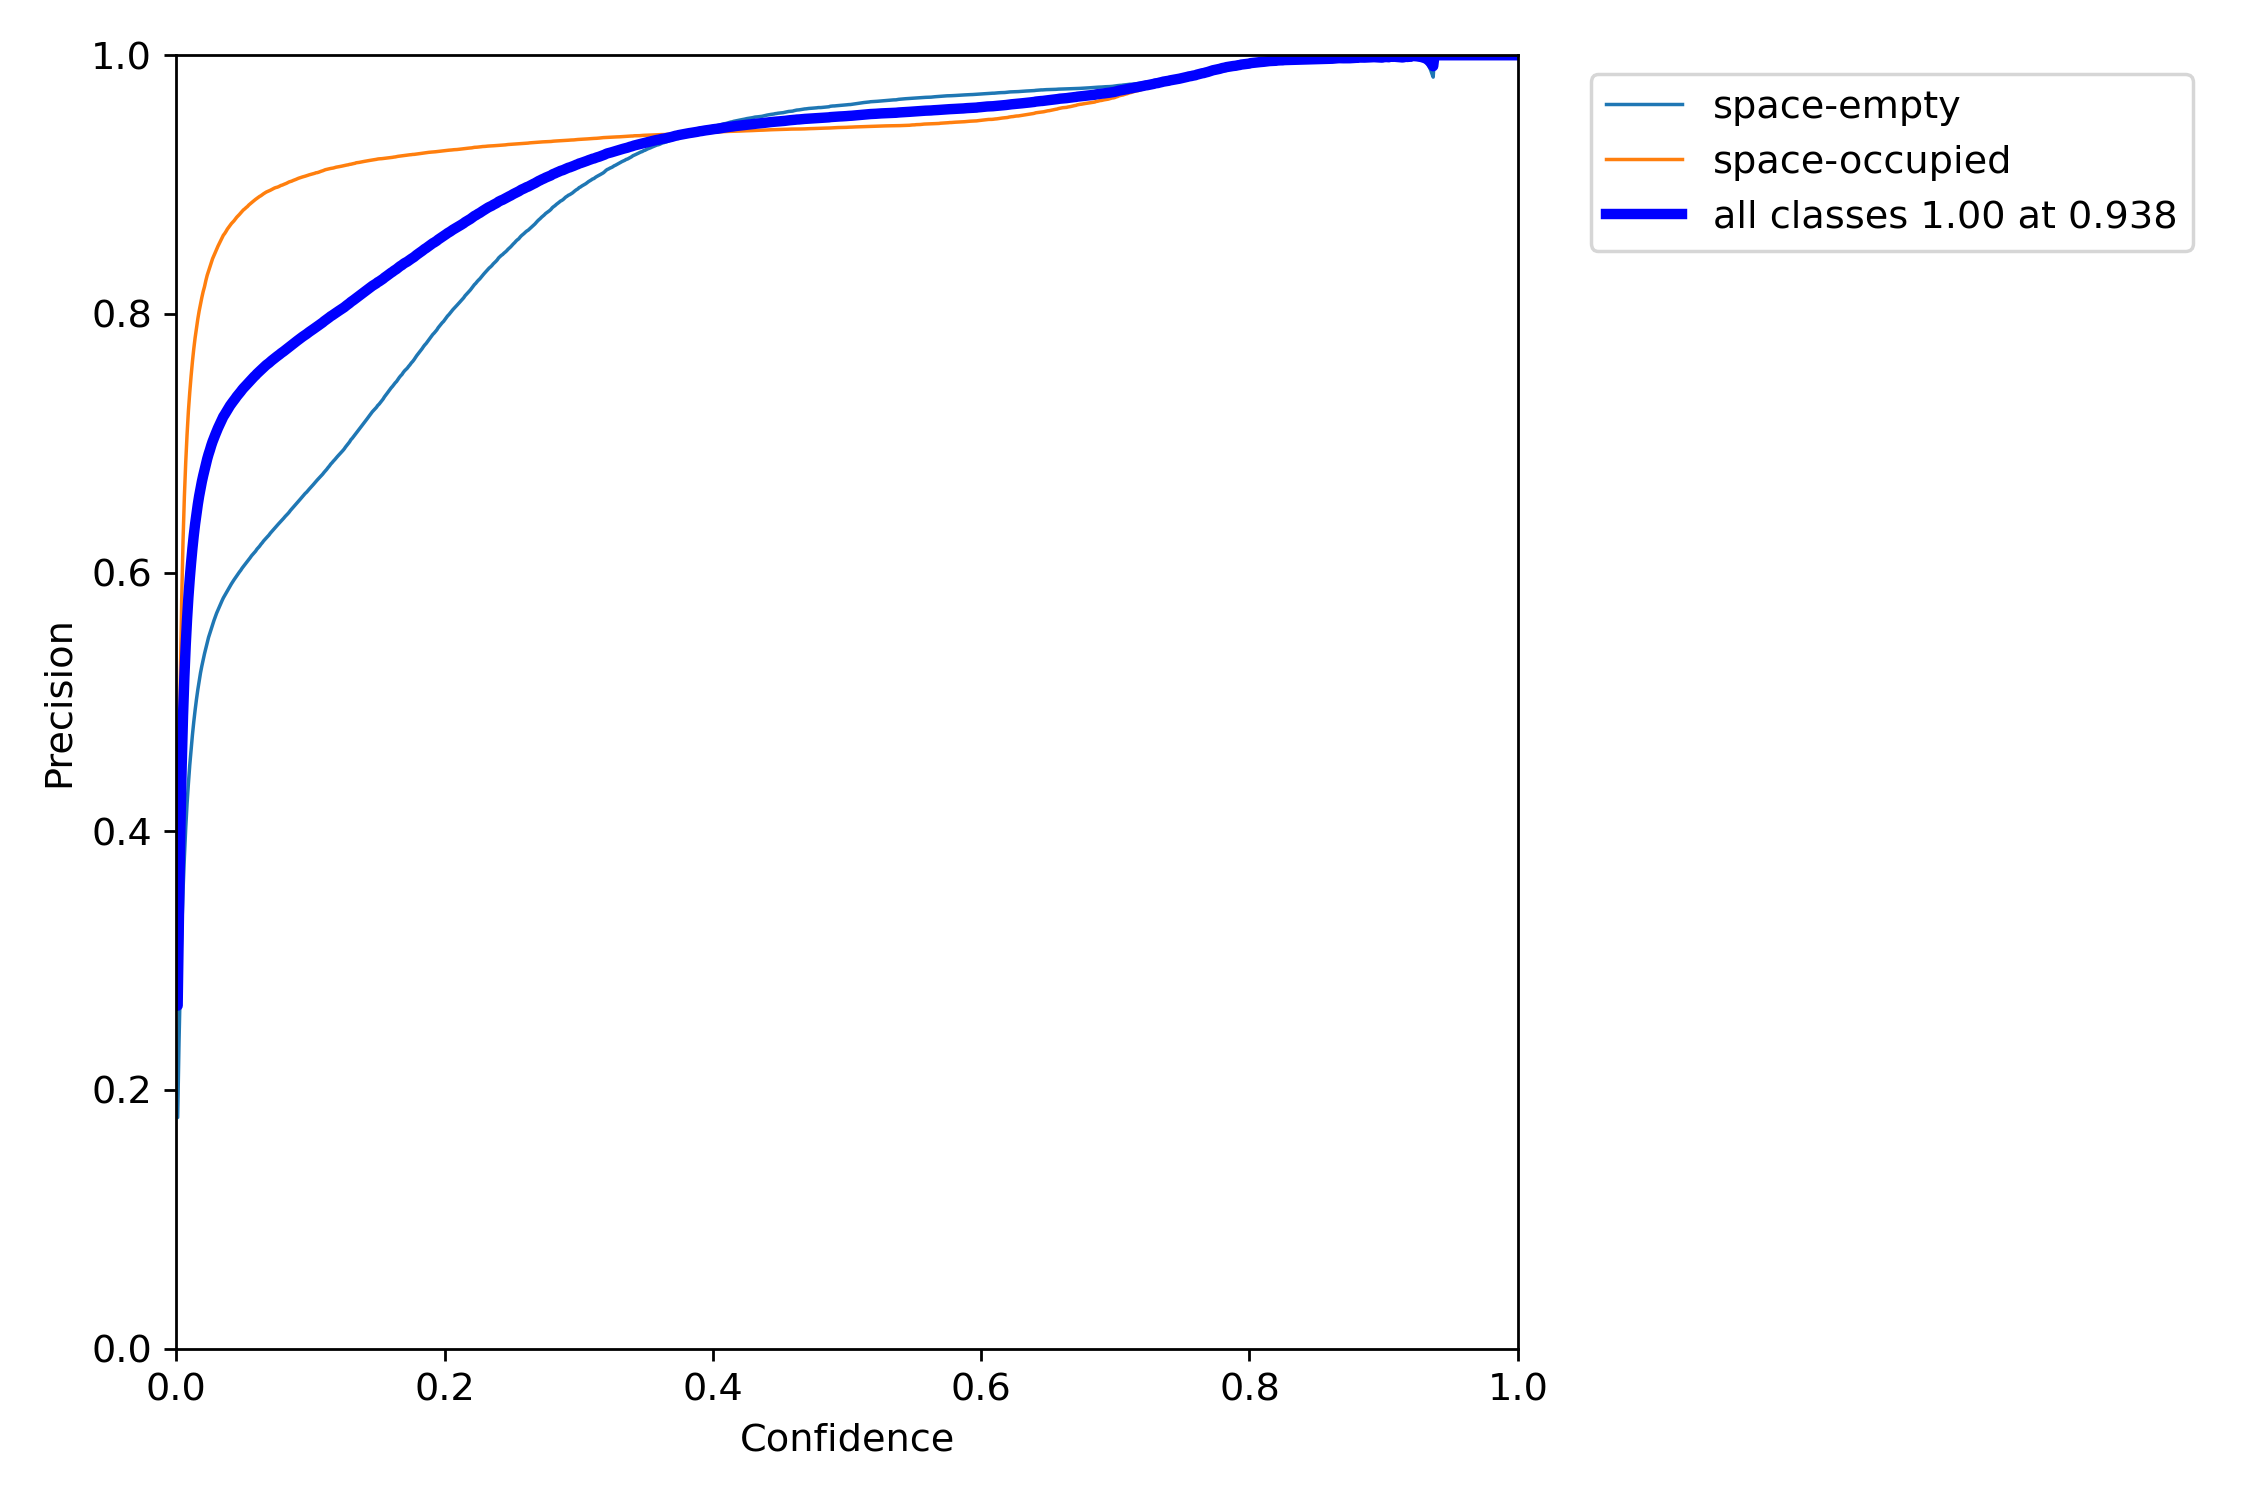 1.0
0.8
0.6
0.4
0.2
0.0
Precision
0.0 0.2 0.4 0.6 0.8 1.0
Confidence
space-empty
space-occupied
all classes 1.00 at 0.938